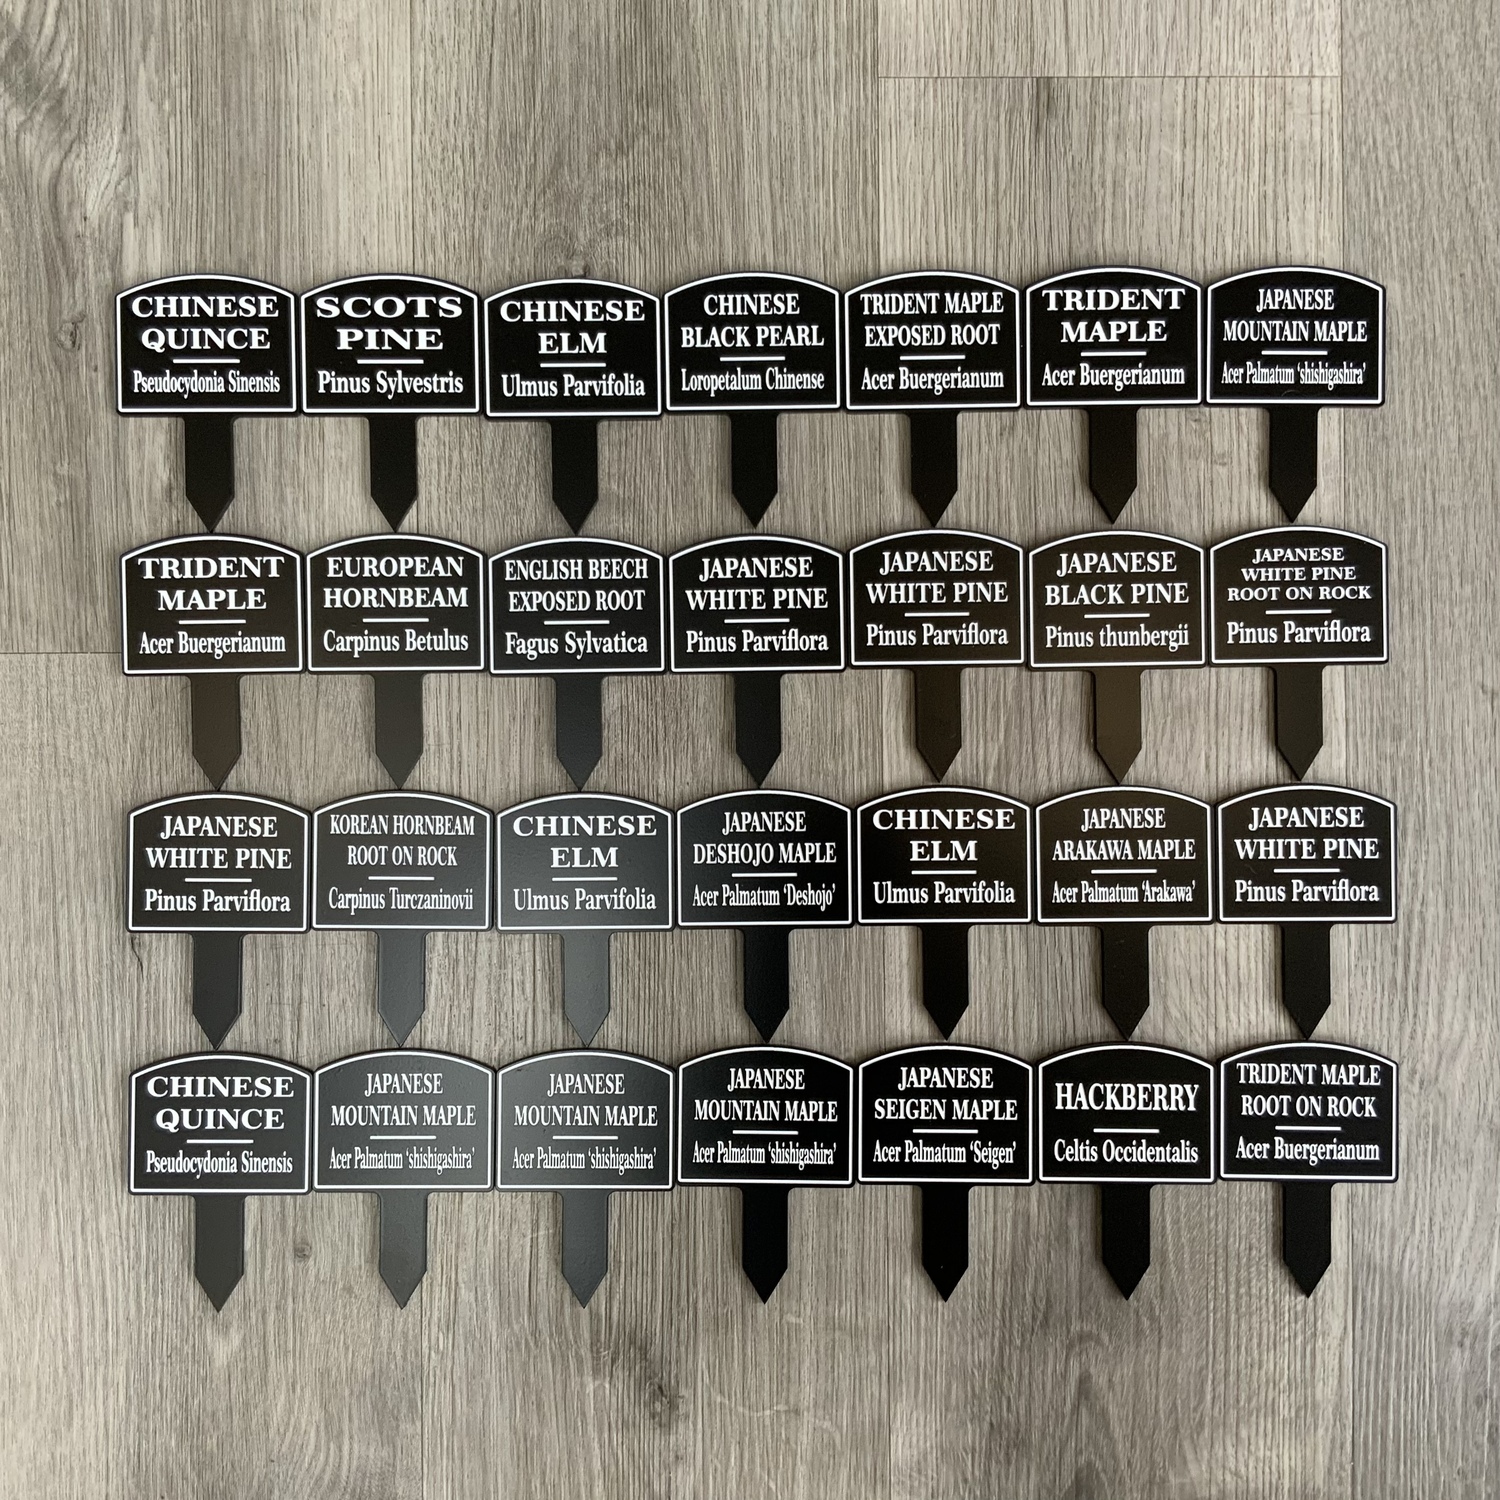 CHINESE
QUINCE
Pseudocydonia Sinensis
SCOTS
PINE
Pinus Sylvestris
CHINESE
ELM
Ulmus Parvifolia
CHINESE
BLACK PEARL
Loropetalum Chinense
TRIDENT MAPLE
EXPOSED ROOT
Acer Buergerianum
TRIDENT
MAPLE
Acer Buergerianum
JAPANESE
MOUNTAIN MAPLE
Acer Palmatum ‘shishigashira’
TRIDENT
MAPLE
Acer Buergerianum
EUROPEAN
HORNBEAM
Carpinus Betulus
ENGLISH BEECH
EXPOSED ROOT
Fagus Sylvatica
JAPANESE
WHITE PINE
Pinus Parviflora
JAPANESE
WHITE PINE
Pinus Parviflora
JAPANESE
BLACK PINE
Pinus thunbergii
JAPANESE
WHITE PINE
ROOT ON ROCK
Pinus Parviflora
JAPANESE
WHITE PINE
Pinus Parviflora
KOREAN HORNBEAM
ROOT ON ROCK
Carpinus Turczaninovii
CHINESE
ELM
Ulmus Parvifolia
JAPANESE
DESHOJO MAPLE
Acer Palmatum ‘Deshojo’
CHINESE
ELM
Ulmus Parvifolia
JAPANESE
ARAKAWA MAPLE
Acer Palmatum ‘Arakawa’
JAPANESE
WHITE PINE
Pinus Parviflora
CHINESE
QUINCE
Pseudocydonia Sinensis
JAPANESE
MOUNTAIN MAPLE
Acer Palmatum ‘shishigashira’
JAPANESE
MOUNTAIN MAPLE
Acer Palmatum ‘shishigashira’
JAPANESE
MOUNTAIN MAPLE
Acer Palmatum ‘shishigashira’
JAPANESE
SEIGEN MAPLE
Acer Palmatum ‘Seigen’
HACKBERRY
Celtis Occidentalis
TRIDENT MAPLE
ROOT ON ROCK
Acer Buergerianum